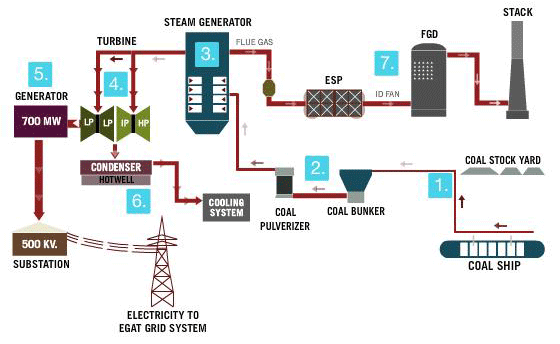 STACK
STEAM GENERATOR
FGD
TURBINE
FLUE GAS
3.
5.
4.
7.
ESP
GENERATOR
ID FAN
700 MW
LP
LP
IP
HP
2.
COAL STOCK YARD
CONDENSER
HOTWELL
1.
6.
COOLING
SYSTEM
COAL
PULVERIZER
COAL BUNKER
500 KV.
SUBSTATION
COAL SHIP
ELECTRICITY TO
EGAT GRID SYSTEM